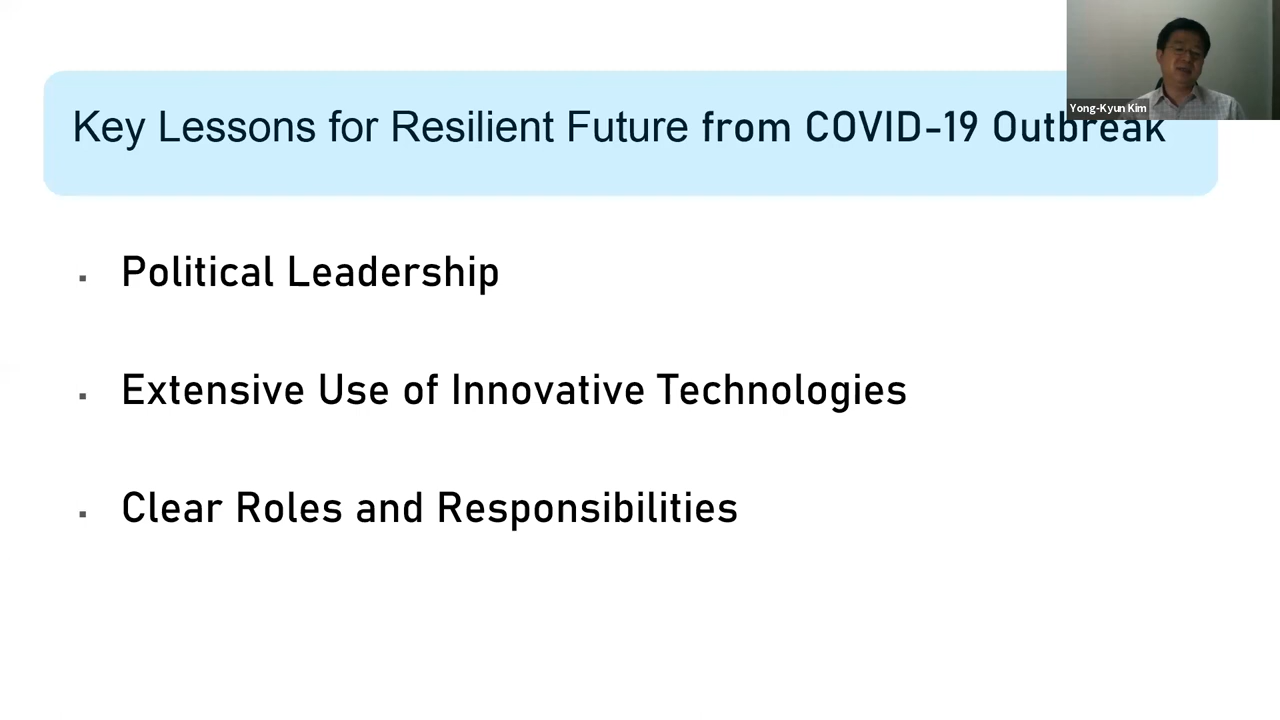 Key Lessons for Resilient Future from COVID-19 Outbreak
Yong-Kyun Kim
▪ Political Leadership
▪ Extensive Use of Innovative Technologies
▪ Clear Roles and Responsibilities